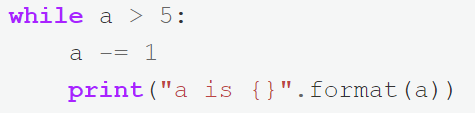 while a > 5:
    a -= 1
    print("a is {}".format(a))